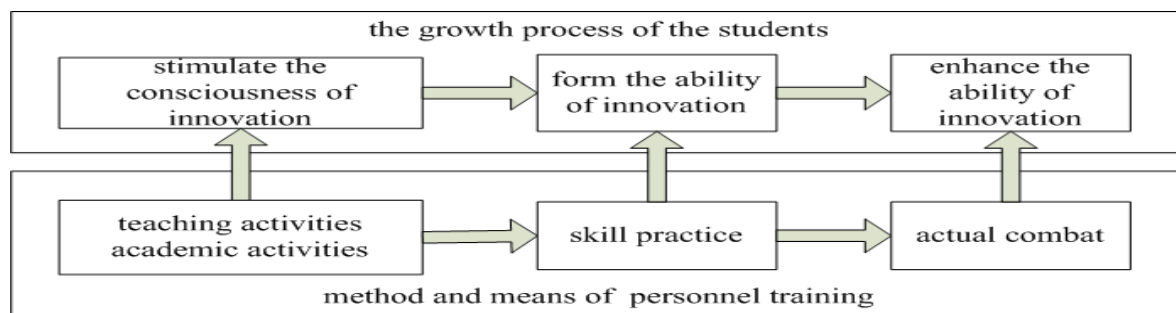 the growth process of the students
stimulate the
consciousness of
innovation
form the ability
of innovation
enhance the
ability of
innovation
teaching activities
academic activities
skill practice
actual combat
method and means of personnel training